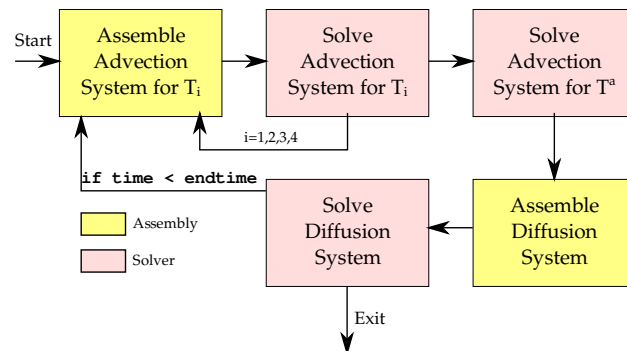 Start
Assemble
Advection
System for Ti
Solve
Advection
System for Ti
Solve
Advection
System for Tª
i=1,2,3,4
if time < endtime
Assembly
Solver
Solve
Diffusion
System
Assemble
Diffusion
System
Exit